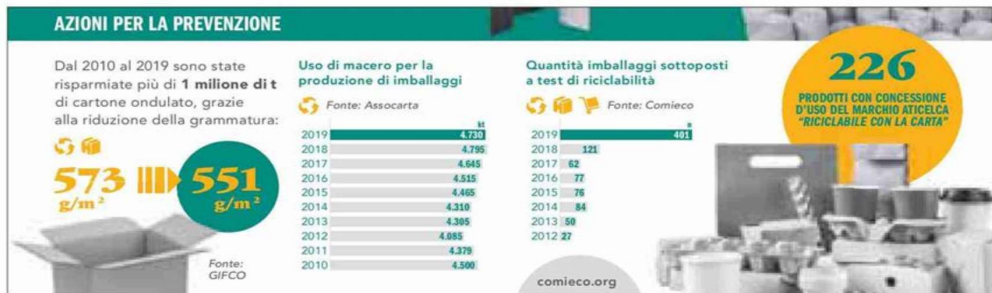 AZIONI PER LA PREVENZIONE
Dal 2010 al 2019 sono state
risparmiate più di 1 milione di t
di cartone ondulato, grazie
alla riduzione della grammatura:
573
g/m²
551
g/m²
Fonte:
GIFCO
Uso di macero per la
produzione di imballaggi
Fonte: Assocarta
kt
2019 4.730
2018 4.795
2017 4.645
2016 4.515
2015 4.465
2014 4.310
2013 4.305
2012 4.085
2011 4.379
2010 4.500
Quantità imballaggi sottoposti
a test di riciclabilità
Fonte: Comieco
n
2019 401
2018 121
2017 62
2016 77
2015 76
2014 84
2013 50
2012 27
comieco.org
226
PRODOTTI CON CONCESSIONE
D'USO DEL MARCHIO ATICELCA
"RICICLABILE CON LA CARTA"